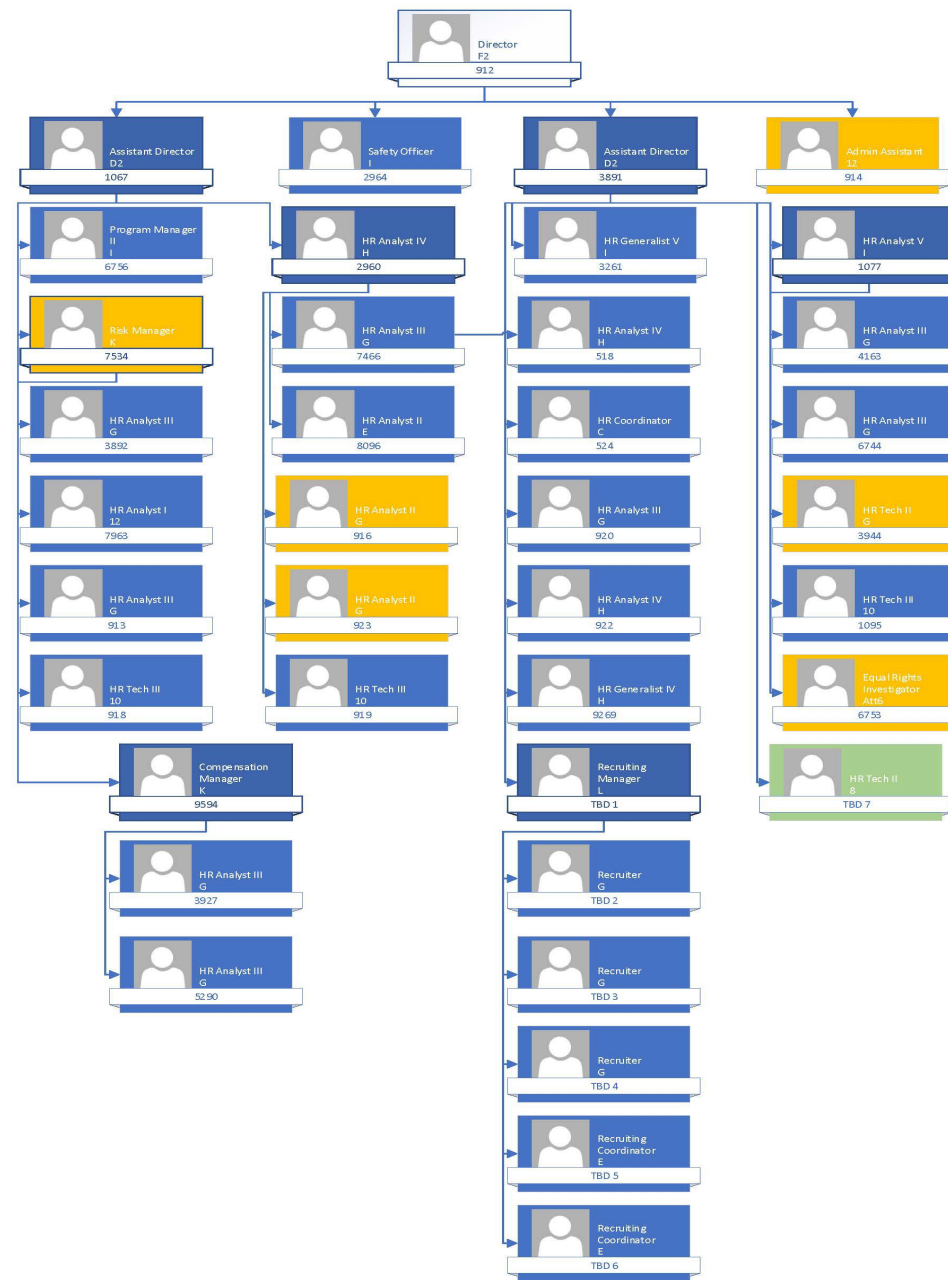 Director
F2
912
Assistant Director
D2
1067
Safety Officer
I
2964
Assistant Director
D2
3891
Admin Assistant
12
914
Program Manager
II
I
6756
HR Analyst IV
H
2960
HR Generalist V
I
3261
HR Analyst V
I
1077
Risk Manager
K
7534
HR Analyst III
G
7466
HR Analyst IV
H
518
HR Analyst III
G
4163
HR Analyst III
G
3892
HR Analyst II
E
8096
HR Coordinator
C
524
HR Analyst III
G
6744
HR Analyst I
12
7963
HR Analyst II
G
916
HR Analyst III
G
920
HR Tech II
G
3944
HR Analyst III
G
913
HR Analyst II
G
923
HR Analyst IV
H
922
HR Tech III
10
1095
HR Tech III
10
918
HR Tech III
10
919
HR Generalist IV
H
9269
Equal Rights
Investigator
Att6
6753
Compensation
Manager
K
9594
Recruiting
Manager
L
TBD 1
HR Tech II
8
TBD 7
HR Analyst III
G
3927
Recruiter
G
TBD 2
HR Analyst III
G
5290
Recruiter
G
TBD 3
Recruiter
G
TBD 4
Recruiting
Coordinator
E
TBD 5
Recruiting
Coordinator
E
TBD 6